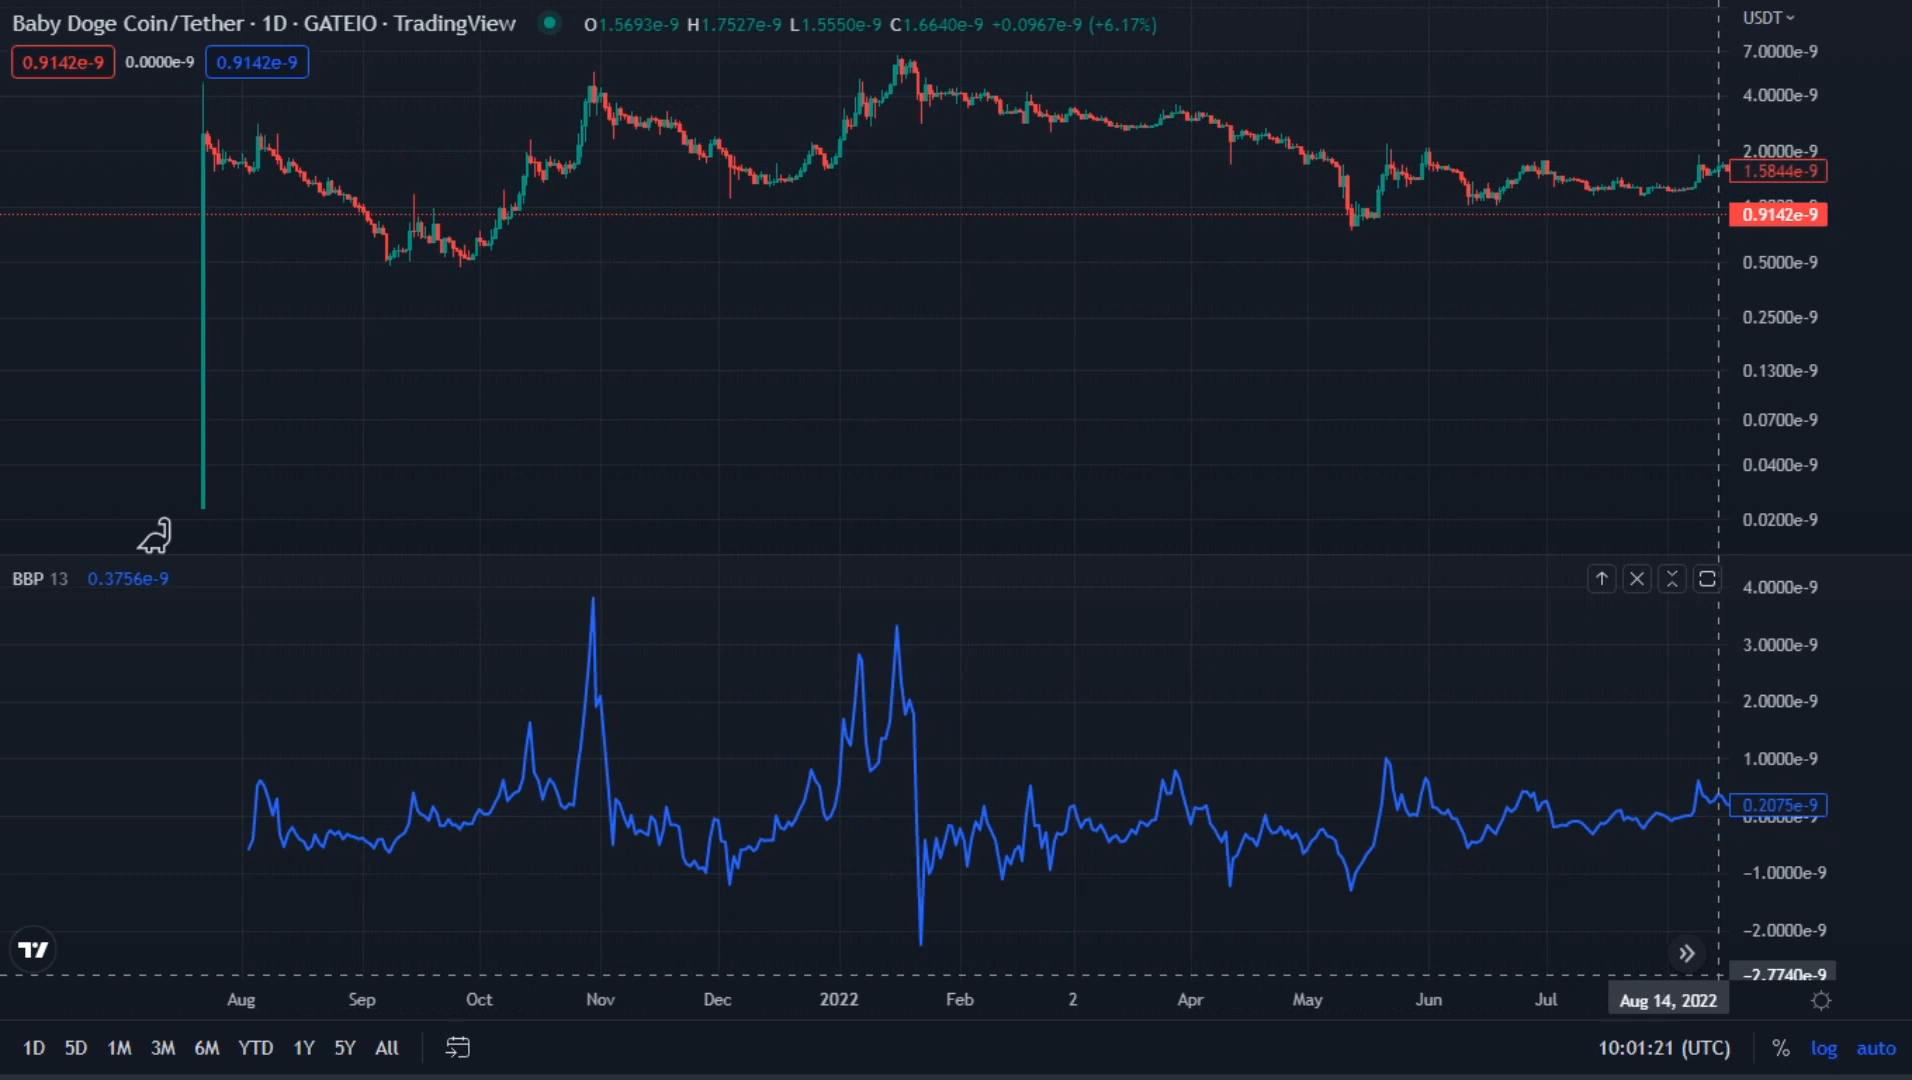 Baby Doge Coin/Tether · 1D · GATEIO · TradingView O1.5693e-9 H1.7527e-9 L1.5550e-9 C1.6640e-9 +0.0967e-9 (+6.17%)
USDT
0.9142e-9 0.0000e-9 0.9142e-9
7.0000e-9
4.0000e-9
2.0000e-9
1.5844e-9
0.9142e-9
0.5000e-9
0.2500e-9
0.1300e-9
0.0700e-9
0.0400e-9
0.0200e-9
BBP 13 0.3756e-9
4.0000e-9
3.0000e-9
2.0000e-9
1.0000e-9
0.2075e-9
0.0000e-9
-1.0000e-9
-2.0000e-9
-2.7740e-9
Aug Sep Oct Nov Dec 2022 Feb 2 Apr May Jun Jul Aug 14, 2022
1D 5D 1M 3M 6M YTD 1Y 5Y All 10:01:21 (UTC) % log auto